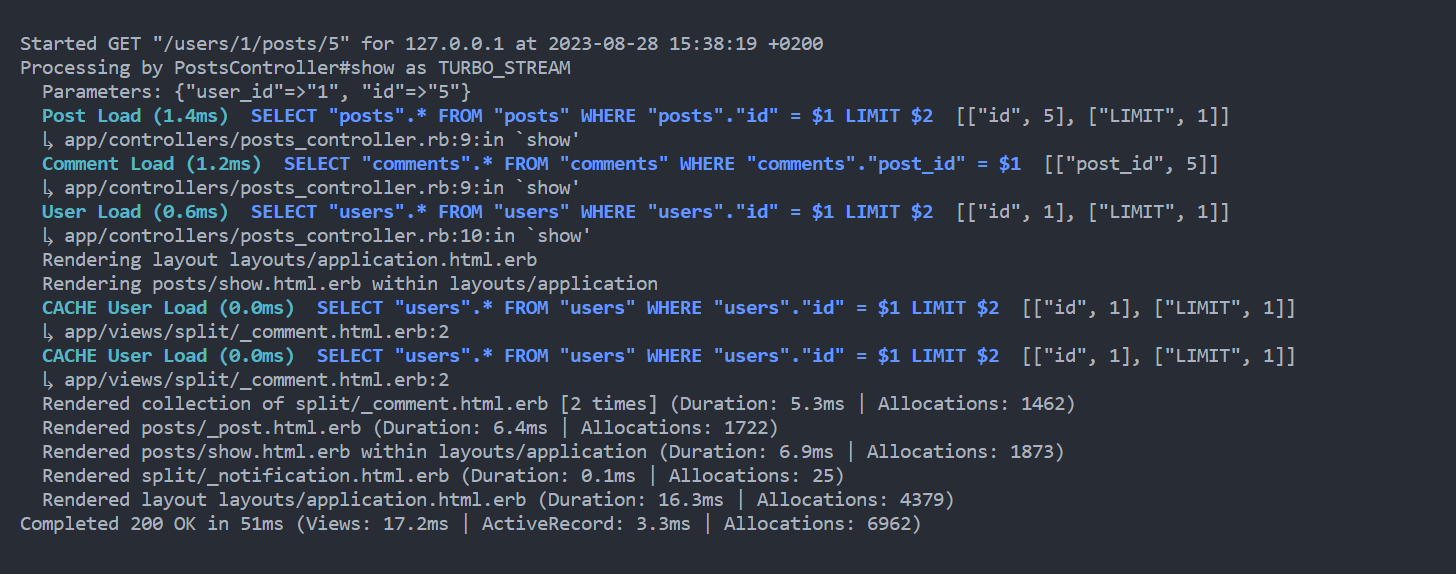 Started GET "/users/1/posts/5" for 127.0.0.1 at 2023-08-28 15:38:19 +0200
Processing by PostsController#show as TURBO_STREAM
  Parameters: {"user_id"=>"1", "id"=>"5"}
  Post Load (1.4ms)  SELECT "posts".* FROM "posts" WHERE "posts"."id" = $1 LIMIT $2  [["id", 5], ["LIMIT", 1]]
  ↳ app/controllers/posts_controller.rb:9:in `show'
  Comment Load (1.2ms)  SELECT "comments".* FROM "comments" WHERE "comments"."post_id" = $1  [["post_id", 5]]
  ↳ app/controllers/posts_controller.rb:9:in `show'
  User Load (0.6ms)  SELECT "users".* FROM "users" WHERE "users"."id" = $1 LIMIT $2  [["id", 1], ["LIMIT", 1]]
  ↳ app/controllers/posts_controller.rb:10:in `show'
  Rendering layout layouts/application.html.erb
  Rendering posts/show.html.erb within layouts/application
  CACHE User Load (0.0ms)  SELECT "users".* FROM "users" WHERE "users"."id" = $1 LIMIT $2  [["id", 1], ["LIMIT", 1]]
  ↳ app/views/split/_comment.html.erb:2
  CACHE User Load (0.0ms)  SELECT "users".* FROM "users" WHERE "users"."id" = $1 LIMIT $2  [["id", 1], ["LIMIT", 1]]
  ↳ app/views/split/_comment.html.erb:2
  Rendered collection of split/_comment.html.erb [2 times] (Duration: 5.3ms | Allocations: 1462)
  Rendered posts/_post.html.erb (Duration: 6.4ms | Allocations: 1722)
  Rendered posts/show.html.erb within layouts/application (Duration: 6.9ms | Allocations: 1873)
  Rendered split/_notification.html.erb (Duration: 0.1ms | Allocations: 25)
  Rendered layout layouts/application.html.erb (Duration: 16.3ms | Allocations: 4379)
Completed 200 OK in 51ms (Views: 17.2ms | ActiveRecord: 3.3ms | Allocations: 6962)